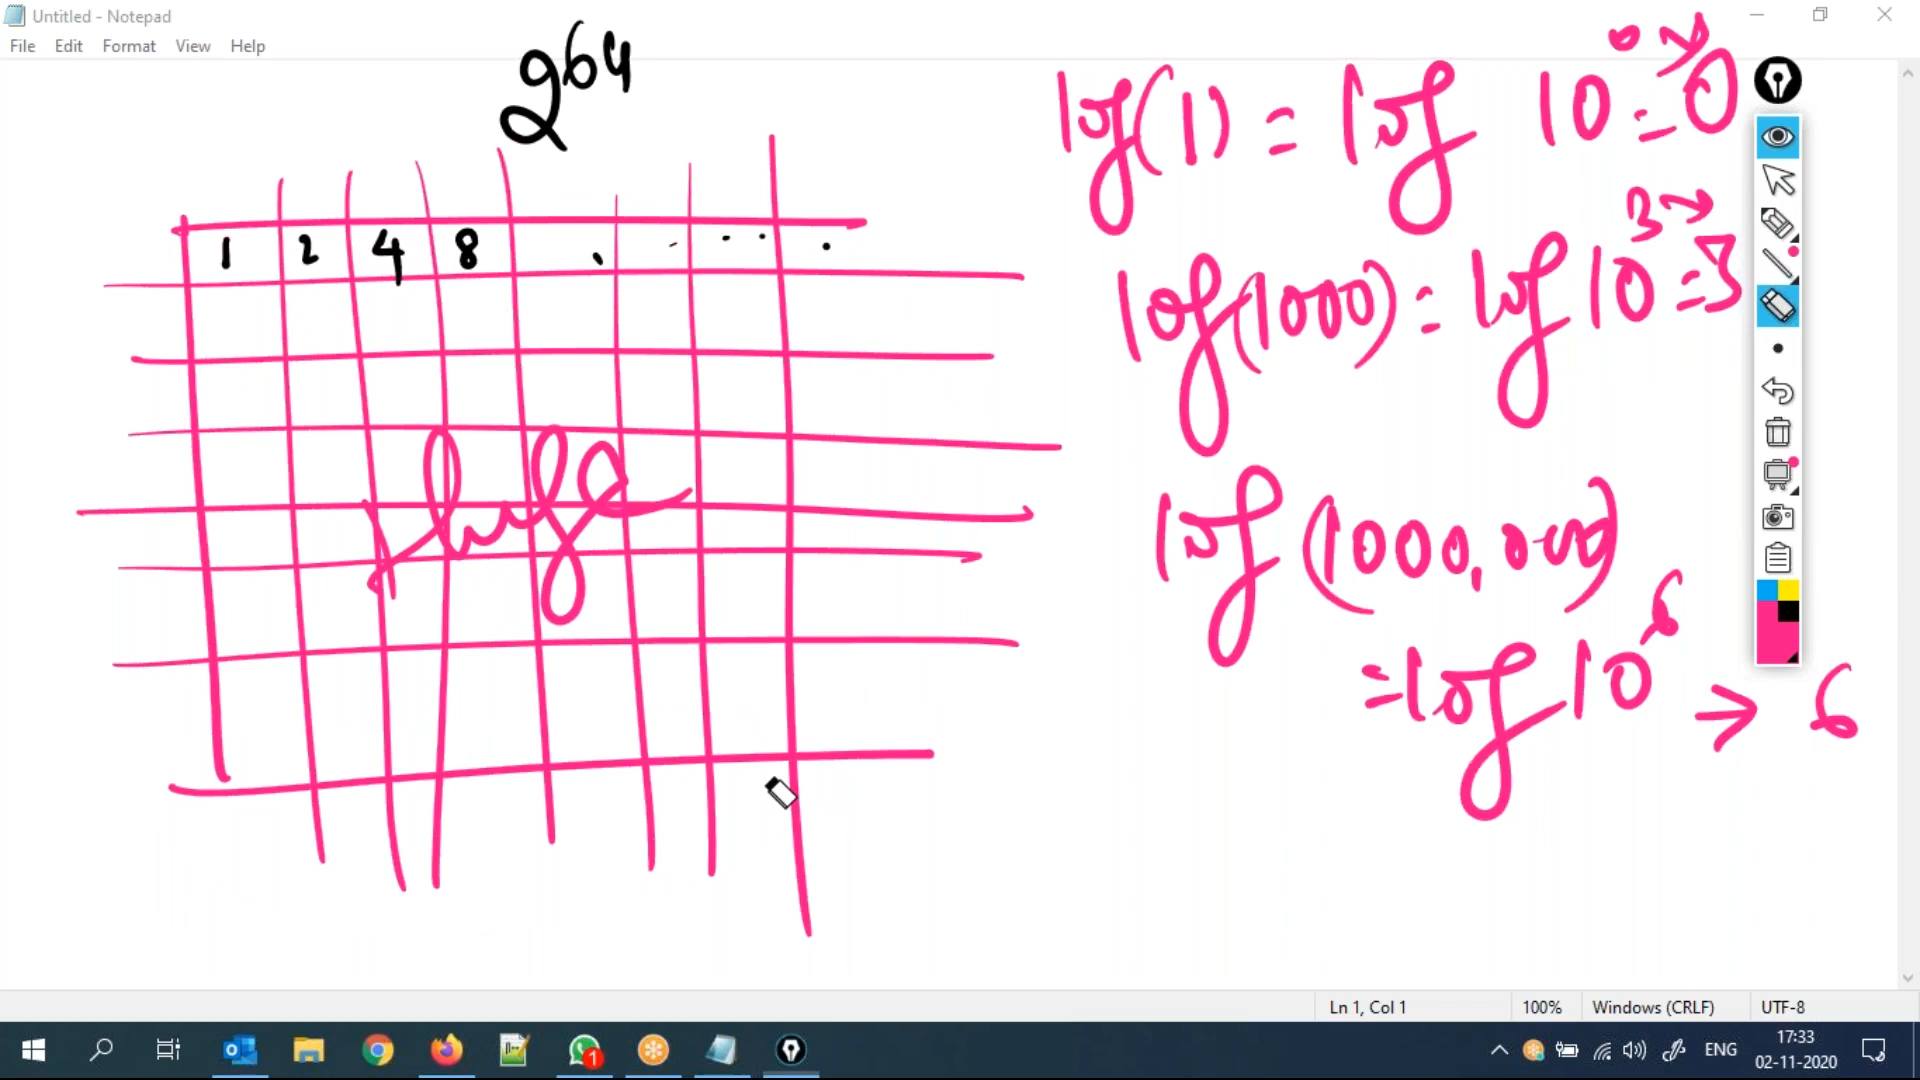 Untitled - Notepad
File Edit Format View Help
2^64
1 2 4 8 . . . . .
huge
log(1) = log 10^0 → = 0
log(1000) = log 10^3 → = 3
log(1000,000)
= log 10^6 → 6
Ln 1, Col 1 100% Windows (CRLF) UTF-8
1
ENG
17:33
02-11-2020